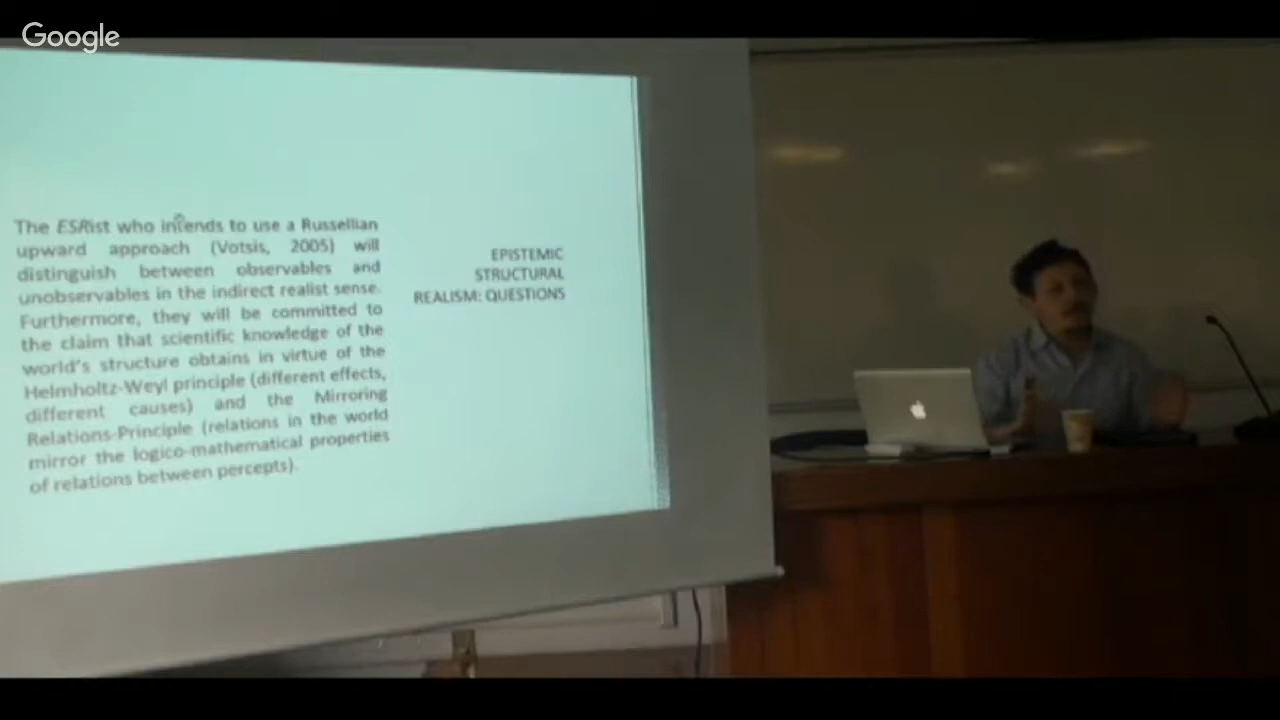 Google
The ESRist who intends to use a Russellian
upward approach (Votsis, 2005) will
distinguish between observables and
unobservables in the indirect realist sense.
Furthermore, they will be committed to
the claim that scientific knowledge of the
world's structure obtains in virtue of the
Helmholtz-Weyl principle (different effects,
different causes) and the Mirroring
Relations-Principle (relations in the world
mirror the logico-mathematical properties
of relations between percepts).
EPISTEMIC
STRUCTURAL
REALISM: QUESTIONS